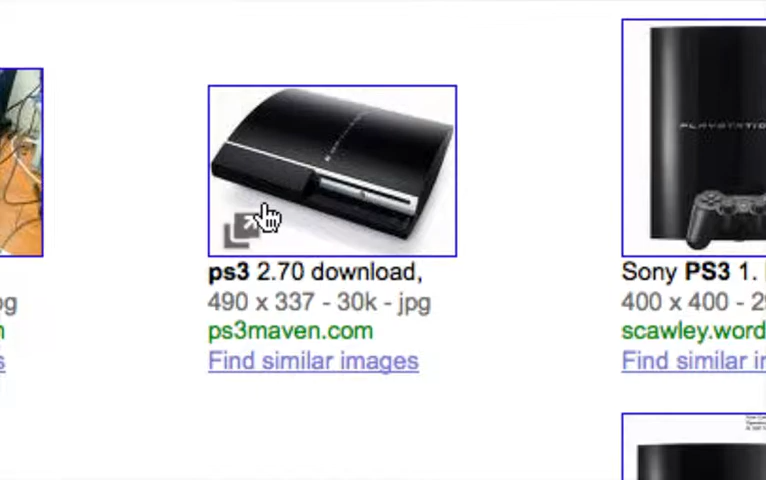 PLAYSTATIO
ps3 2.70 download,
490 x 337 - 30k - jpg
ps3maven.com
Find similar images
Sony PS3 1.
400 x 400 - 2
scawley.word
Find similar i